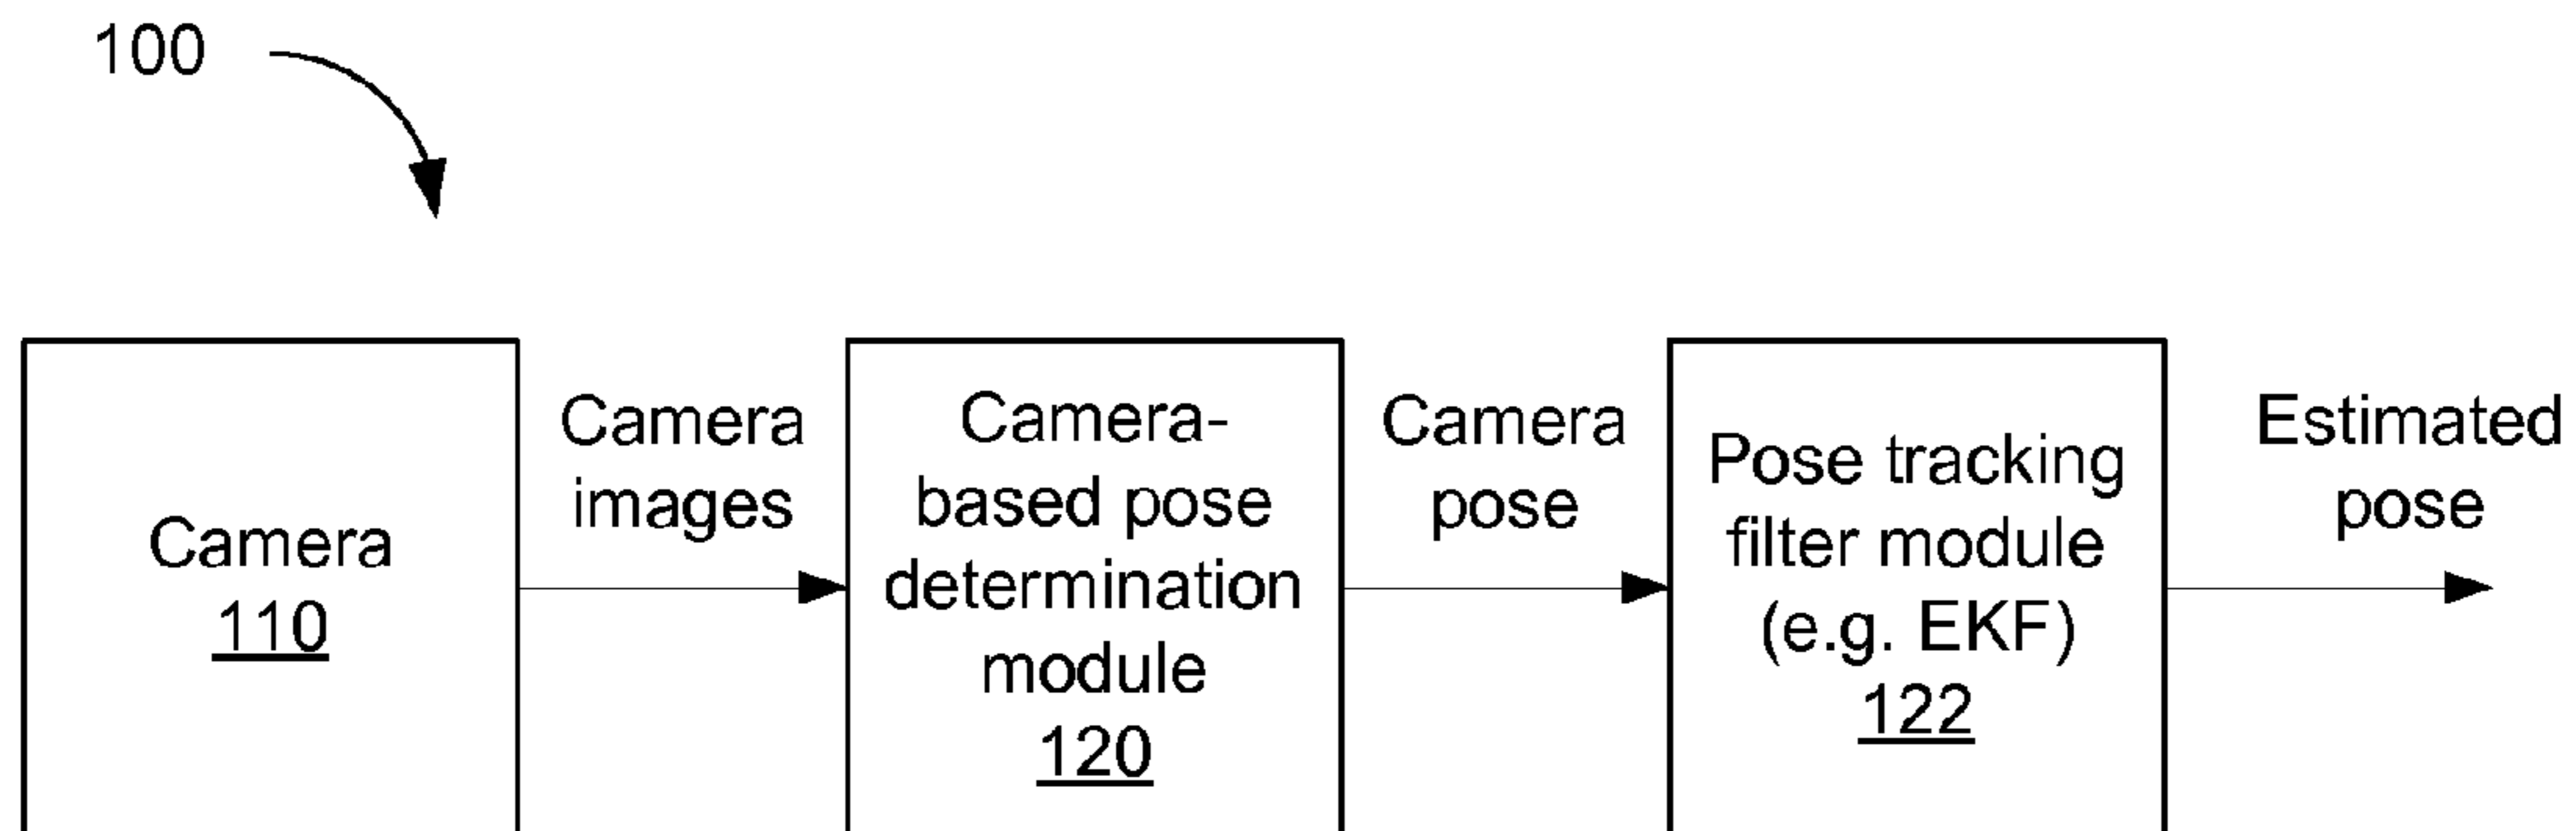 100
Camera
110
Camera
images
Camera-
based pose
determination
module
120
Camera
pose
Pose tracking
filter module
(e.g. EKF)
122
Estimated
pose